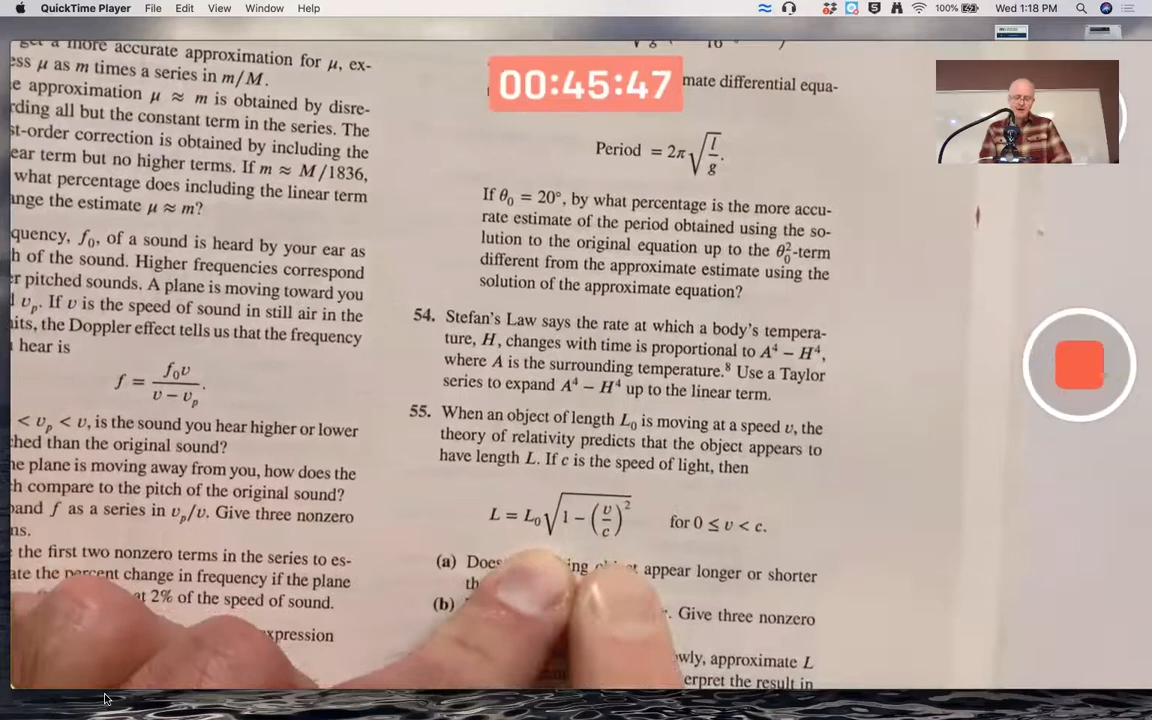 QuickTime Player File Edit View Window Help
100% Wed 1:18 PM
00:45:47
get a more accurate approximation for μ, ex-
ess μ as m times a series in m/M.
e approximation μ ≈ m is obtained by disre-
rding all but the constant term in the series. The
st-order correction is obtained by including the
ear term but no higher terms. If m ≈ M/1836,
what percentage does including the linear term
ange the estimate μ ≈ m?
quency, f₀, of a sound is heard by your ear as
h of the sound. Higher frequencies correspond
r pitched sounds. A plane is moving toward you
v_p. If v is the speed of sound in still air in the
its, the Doppler effect tells us that the frequency
hear is
f = f₀v / (v − v_p).
< v_p < v, is the sound you hear higher or lower
ched than the original sound?
e plane is moving away from you, how does the
ch compare to the pitch of the original sound?
and f as a series in v_p/v. Give three nonzero
ms.
the first two nonzero terms in the series to es-
ate the percent change in frequency if the plane
at 2% of the speed of sound.
xpression
mate differential equa-
Period = 2π√(l/g).
If θ₀ = 20°, by what percentage is the more accu-
rate estimate of the period obtained using the so-
lution to the original equation up to the θ₀²-term
different from the approximate estimate using the
solution of the approximate equation?
54. Stefan's Law says the rate at which a body's tempera-
ture, H, changes with time is proportional to A⁴ − H⁴,
where A is the surrounding temperature.⁸ Use a Taylor
series to expand A⁴ − H⁴ up to the linear term.
55. When an object of length L₀ is moving at a speed v, the
theory of relativity predicts that the object appears to
have length L. If c is the speed of light, then
L = L₀√(1 − (v/c)²) for 0 ≤ v < c.
(a) Does ing appear longer or shorter
th
(b) . Give three nonzero
wly, approximate L
erpret the result in